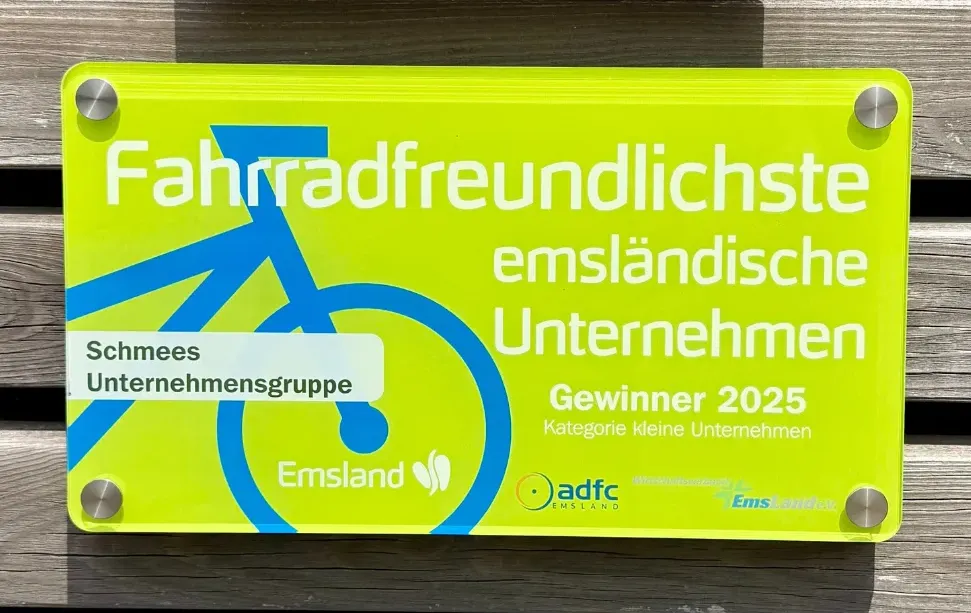 Fahrradfreundlichste
emsländische
Unternehmen
Schmees
Unternehmensgruppe
Gewinner 2025
Kategorie kleine Unternehmen
Emsland
adfc
EMSLAND
EmsLand e.V.